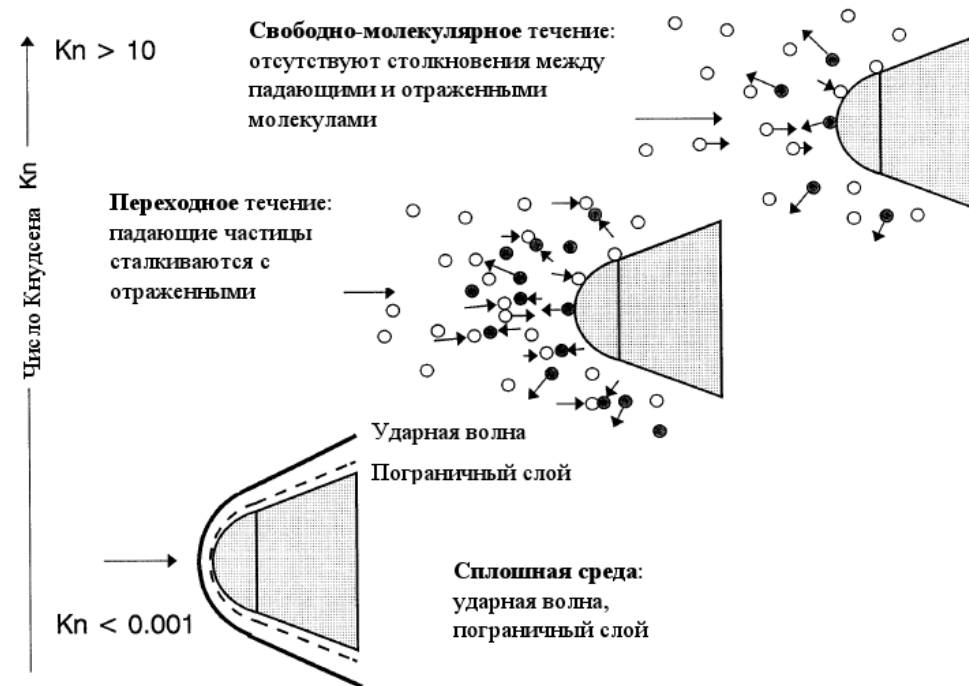 Kn > 10
Свободно-молекулярное течение:
отсутствуют столкновения между
падающими и отраженными
молекулами
Число Кнудсена Kn
Переходное течение:
падающие частицы
сталкиваются с
отраженными
Ударная волна
Пограничный слой
Сплошная среда:
ударная волна,
пограничный слой
Kn < 0.001